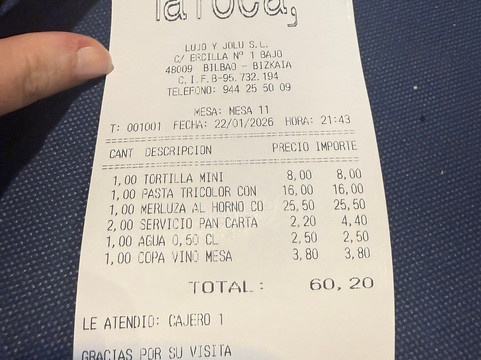 la roca,
LUJO Y JOLU S.L.
C/ ERCILLA Nº 1 BAJO
48009 BILBAO - BIZKAIA
C.I.F.B-95.732.194
TELEFONO: 944 25 50 09
MESA: MESA 11
T: 001001 FECHA: 22/01/2026 HORA: 21:43
CANT DESCRIPCION PRECIO IMPORTE
1,00 TORTILLA MINI 8,00 8,00
1,00 PASTA TRICOLOR CON 16,00 16,00
1,00 MERLUZA AL HORNO CO 25,50 25,50
2,00 SERVICIO PAN CARTA 2,20 4,40
1,00 AGUA 0,50 CL 2,50 2,50
1,00 COPA VINO MESA 3,80 3,80
TOTAL: 60,20
LE ATENDIO: CAJERO 1
GRACIAS POR SU VISITA